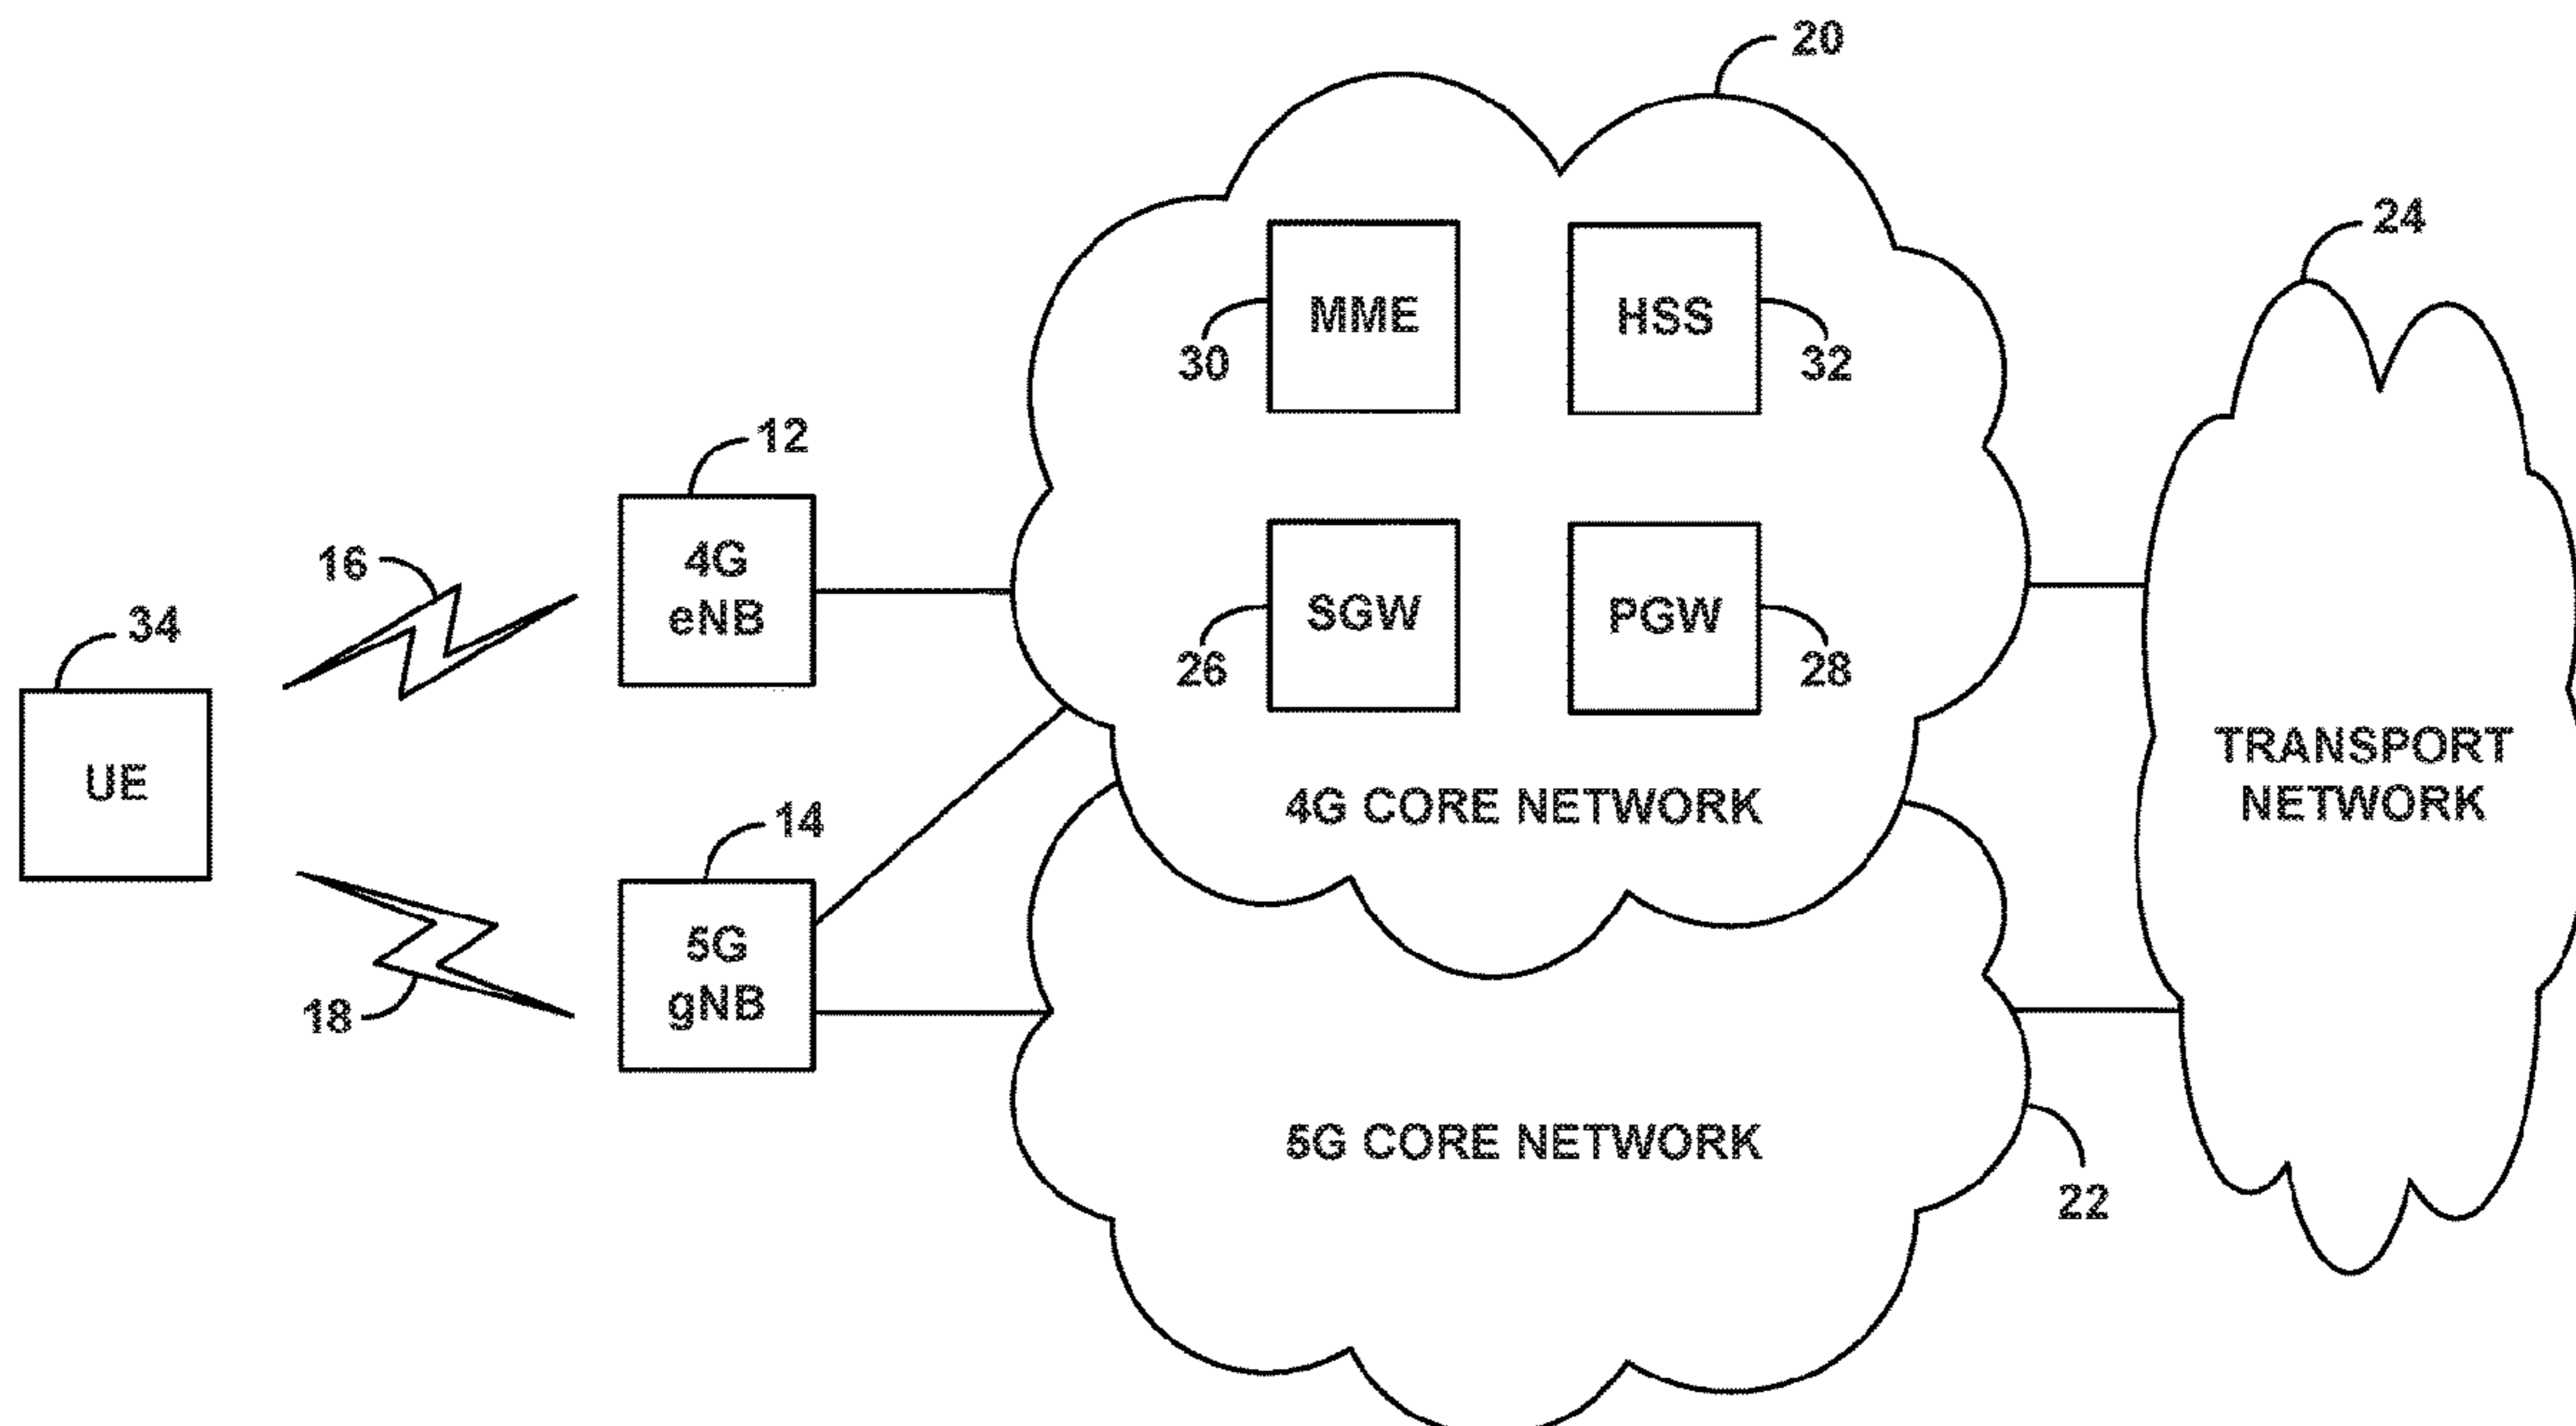 20
24
MME
HSS
30
32
12
4G
eNB
16
34
SGW
PGW
26
28
UE
TRANSPORT
NETWORK
4G CORE NETWORK
14
5G
gNB
18
5G CORE NETWORK
22